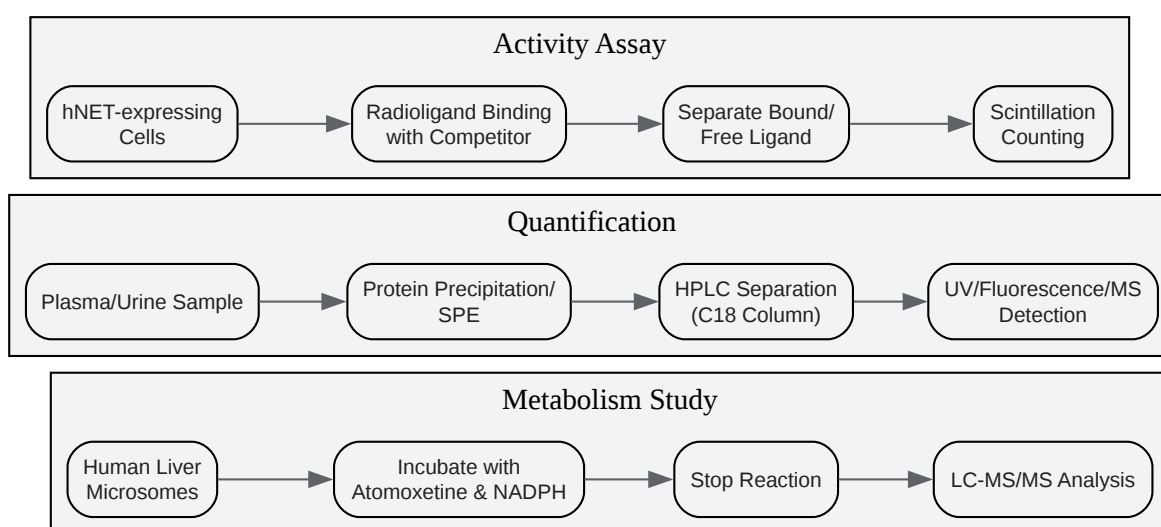 Activity Assay
hNET-expressing
Cells
Radioligand Binding
with Competitor
Separate Bound/
Free Ligand
Scintillation
Counting
Quantification
Plasma/Urine Sample
Protein Precipitation/
SPE
HPLC Separation
(C18 Column)
UV/Fluorescence/MS
Detection
Metabolism Study
Human Liver
Microsomes
Incubate with
Atomoxetine & NADPH
Stop Reaction
LC-MS/MS Analysis